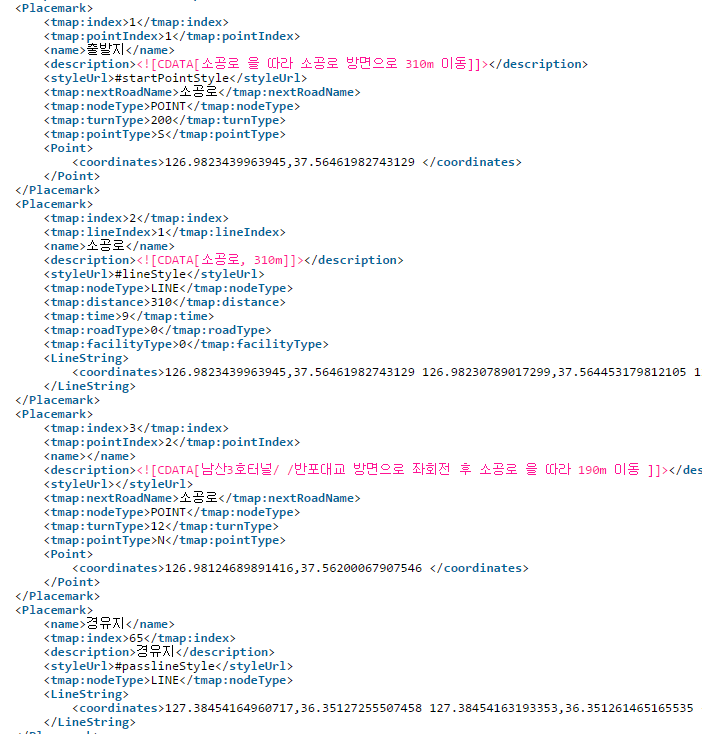 <Placemark>
<tmap:index>1</tmap:index>
<tmap:pointIndex>1</tmap:pointIndex>
<name>출발지</name>
<description><![CDATA[소공로 을 따라 소공로 방면으로 310m 이동]]></description>
<styleUrl>#startPointStyle</styleUrl>
<tmap:nextRoadName>소공로</tmap:nextRoadName>
<tmap:nodeType>POINT</tmap:nodeType>
<tmap:turnType>200</tmap:turnType>
<tmap:pointType>S</tmap:pointType>
<Point>
<coordinates>126.9823439963945,37.56461982743129 </coordinates>
</Point>
</Placemark>
<Placemark>
<tmap:index>2</tmap:index>
<tmap:lineIndex>1</tmap:lineIndex>
<name>소공로</name>
<description><![CDATA[소공로, 310m]]></description>
<styleUrl>#lineStyle</styleUrl>
<tmap:nodeType>LINE</tmap:nodeType>
<tmap:distance>310</tmap:distance>
<tmap:time>9</tmap:time>
<tmap:roadType>0</tmap:roadType>
<tmap:facilityType>0</tmap:facilityType>
<LineString>
<coordinates>126.9823439963945,37.56461982743129 126.98230789017299,37.564453179812105 1
</LineString>
</Placemark>
<Placemark>
<tmap:index>3</tmap:index>
<tmap:pointIndex>2</tmap:pointIndex>
<name></name>
<description><![CDATA[남산3호터널/ /반포대교 방면으로 좌회전 후 소공로 을 따라 190m 이동 ]]></des
<styleUrl></styleUrl>
<tmap:nextRoadName>소공로</tmap:nextRoadName>
<tmap:nodeType>POINT</tmap:nodeType>
<tmap:turnType>12</tmap:turnType>
<tmap:pointType>N</tmap:pointType>
<Point>
<coordinates>126.98124689891416,37.56200067907546 </coordinates>
</Point>
</Placemark>
<Placemark>
<name>경유지</name>
<tmap:index>65</tmap:index>
<description>경유지</description>
<styleUrl>#passlineStyle</styleUrl>
<tmap:nodeType>LINE</tmap:nodeType>
<LineString>
<coordinates>127.38454164960717,36.35127255507458 127.38454163193353,36.351261465165535
</LineString>
</Placemark>